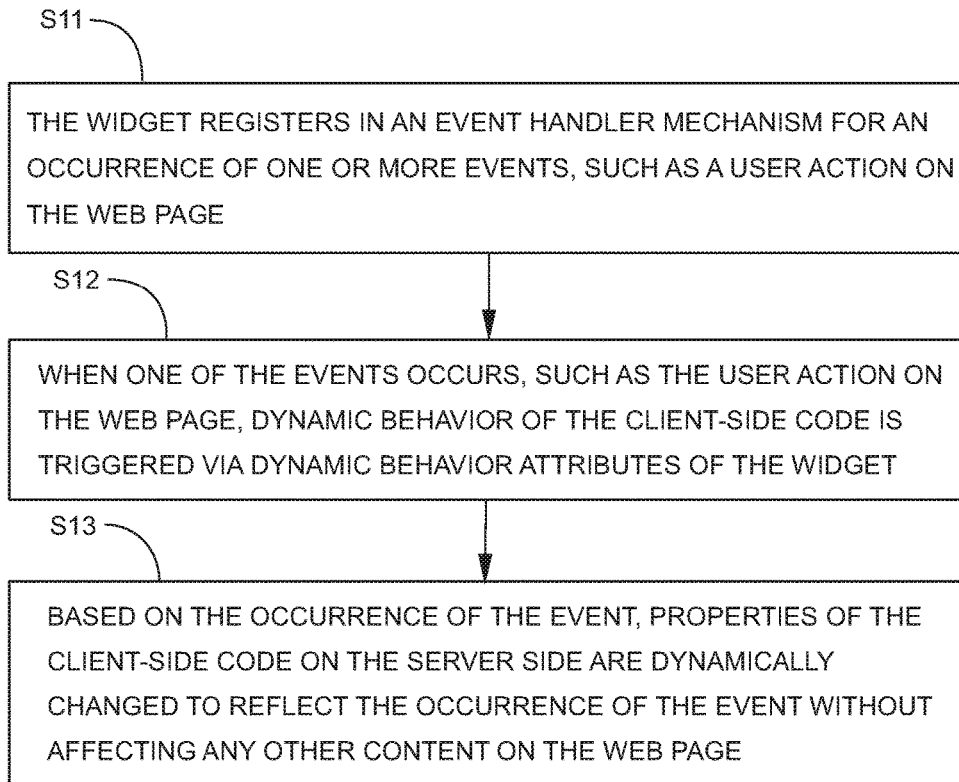 S11
THE WIDGET REGISTERS IN AN EVENT HANDLER MECHANISM FOR AN
OCCURRENCE OF ONE OR MORE EVENTS, SUCH AS A USER ACTION ON
THE WEB PAGE
S12
WHEN ONE OF THE EVENTS OCCURS, SUCH AS THE USER ACTION ON
THE WEB PAGE, DYNAMIC BEHAVIOR OF THE CLIENT-SIDE CODE IS
TRIGGERED VIA DYNAMIC BEHAVIOR ATTRIBUTES OF THE WIDGET
S13
BASED ON THE OCCURRENCE OF THE EVENT, PROPERTIES OF THE
CLIENT-SIDE CODE ON THE SERVER SIDE ARE DYNAMICALLY
CHANGED TO REFLECT THE OCCURRENCE OF THE EVENT WITHOUT
AFFECTING ANY OTHER CONTENT ON THE WEB PAGE